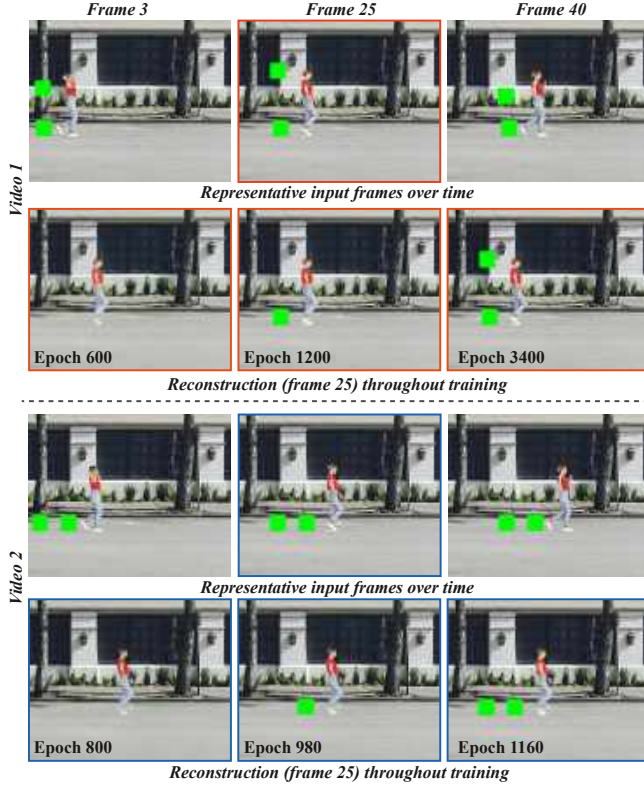 Frame 3 Frame 25 Frame 40
Video 1
Representative input frames over time
Epoch 600 Epoch 1200 Epoch 3400
Reconstruction (frame 25) throughout training
Video 2
Representative input frames over time
Epoch 800 Epoch 980 Epoch 1160
Reconstruction (frame 25) throughout training